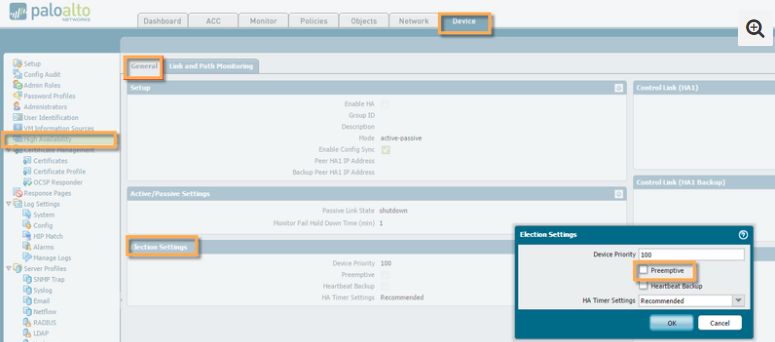 paloalto
NETWORKS
Dashboard
ACC
Monitor
Policies
Objects
Network
Device
Setup
Config Audit
Admin Roles
Password Profiles
Administrators
User Identification
VM Information Sources
High Availability
Certificate Management
Certificates
Certificate Profile
OCSP Responder
Response Pages
Log Settings
System
Config
HIP Match
Alarms
Manage Logs
Server Profiles
SNMP Trap
Syslog
Email
Netflow
RADIUS
LDAP
General
Link and Path Monitoring
Setup
Enable HA
Group ID
Description
Mode active-passive
Enable Config Sync
Peer HA1 IP Address
Backup Peer HA1 IP Address
Active/Passive Settings
Passive Link State shutdown
Monitor Fail Hold Down Time (min) 1
Election Settings
Device Priority 100
Preemptive
Heartbeat Backup
HA Timer Settings Recommended
Control Link (HA1)
Control Link (HA1 Backup)
Election Settings
Device Priority 100
Preemptive
Heartbeat Backup
HA Timer Settings Recommended
OK
Cancel